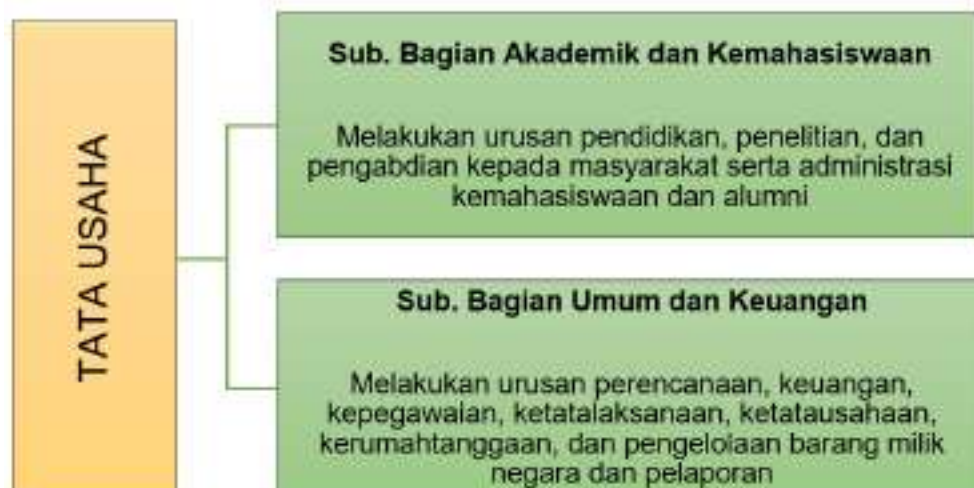 TATA USAHA
Sub. Bagian Akademik dan Kemahasiswaan
Melakukan urusan pendidikan, penelitian, dan
pengabdian kepada masyarakat serta administrasi
kemahasiswaan dan alumni
Sub. Bagian Umum dan Keuangan
Melakukan urusan perencanaan, keuangan,
kepegawaian, ketatalaksanaan, ketatausahaan,
kerumahtanggaan, dan pengelolaan barang milik
negara dan pelaporan